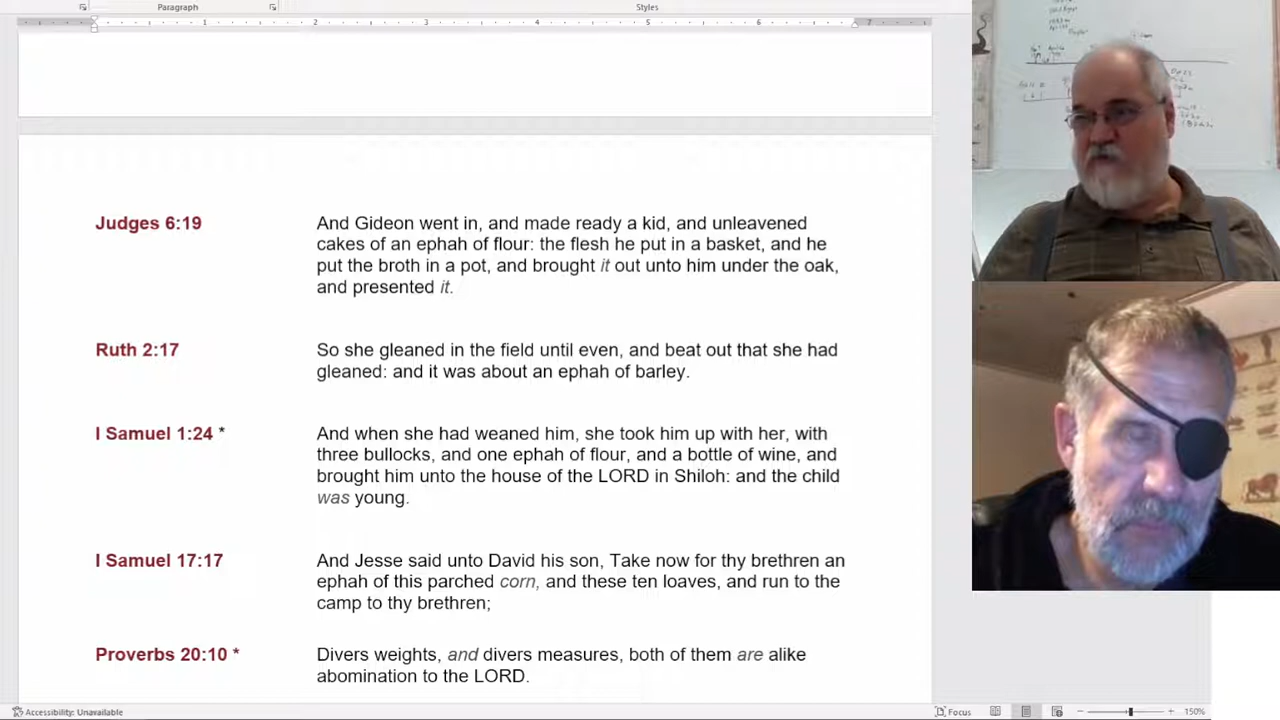 Paragraph
Styles
1 2 3 4 5 6 7
Judges 6:19
And Gideon went in, and made ready a kid, and unleavened
cakes of an ephah of flour: the flesh he put in a basket, and he
put the broth in a pot, and brought it out unto him under the oak,
and presented it.
Ruth 2:17
So she gleaned in the field until even, and beat out that she had
gleaned: and it was about an ephah of barley.
I Samuel 1:24 *
And when she had weaned him, she took him up with her, with
three bullocks, and one ephah of flour, and a bottle of wine, and
brought him unto the house of the LORD in Shiloh: and the child
was young.
I Samuel 17:17
And Jesse said unto David his son, Take now for thy brethren an
ephah of this parched corn, and these ten loaves, and run to the
camp to thy brethren;
Proverbs 20:10 *
Divers weights, and divers measures, both of them are alike
abomination to the LORD.
Accessibility: Unavailable
Focus
150%